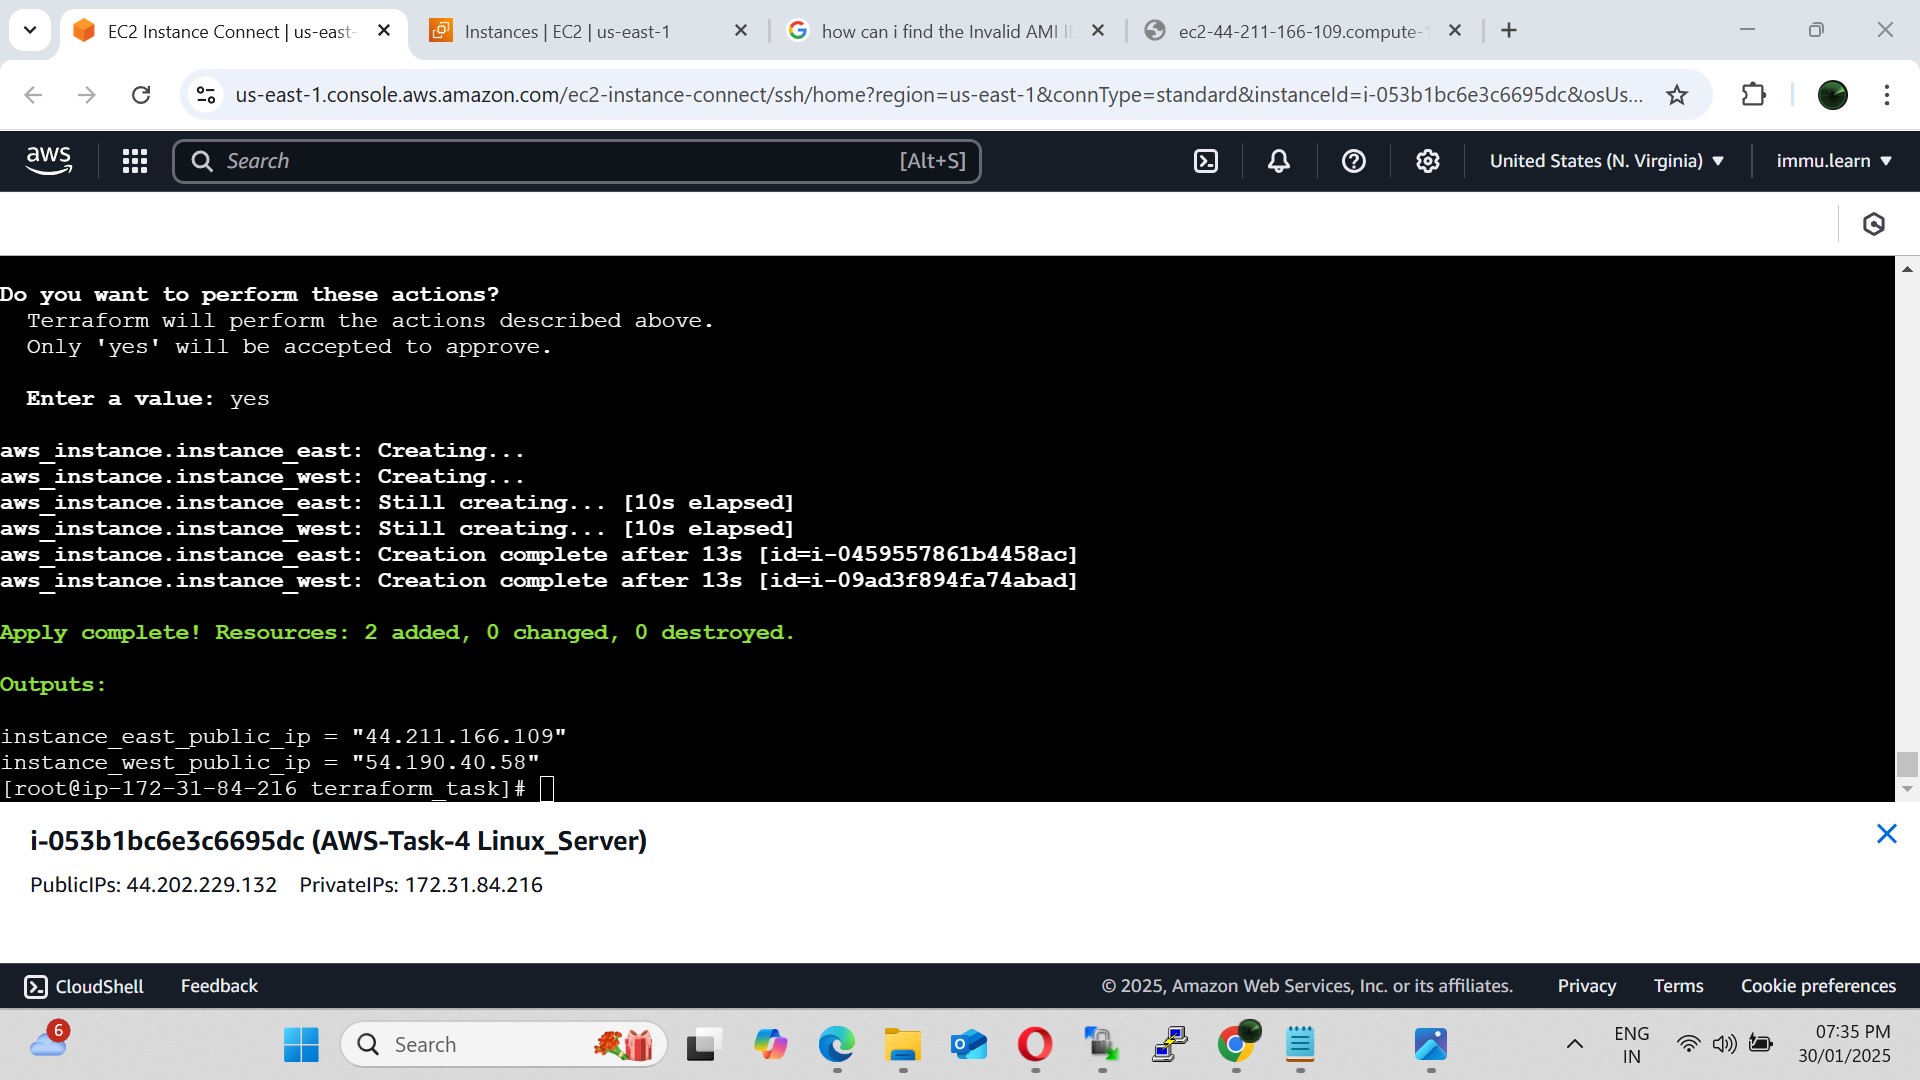 EC2 Instance Connect | us-east-
Instances | EC2 | us-east-1
how can i find the Invalid AMI I
ec2-44-211-166-109.compute-1
us-east-1.console.aws.amazon.com/ec2-instance-connect/ssh/home?region=us-east-1&connType=standard&instanceId=i-053b1bc6e3c6695dc&osUs...
aws
Search
[Alt+S]
United States (N. Virginia)
immu.learn
Do you want to perform these actions?
Terraform will perform the actions described above.
Only 'yes' will be accepted to approve.
Enter a value: yes
aws_instance.instance_east: Creating...
aws_instance.instance_west: Creating...
aws_instance.instance_east: Still creating... [10s elapsed]
aws_instance.instance_west: Still creating... [10s elapsed]
aws_instance.instance_east: Creation complete after 13s [id=i-0459557861b4458ac]
aws_instance.instance_west: Creation complete after 13s [id=i-09ad3f894fa74abad]
Apply complete! Resources: 2 added, 0 changed, 0 destroyed.
Outputs:
instance_east_public_ip = "44.211.166.109"
instance_west_public_ip = "54.190.40.58"
[root@ip-172-31-84-216 terraform_task]#
i-053b1bc6e3c6695dc (AWS-Task-4 Linux_Server)
PublicIPs: 44.202.229.132 PrivateIPs: 172.31.84.216
CloudShell
Feedback
© 2025, Amazon Web Services, Inc. or its affiliates.
Privacy
Terms
Cookie preferences
6
Search
ENG
IN
07:35 PM
30/01/2025